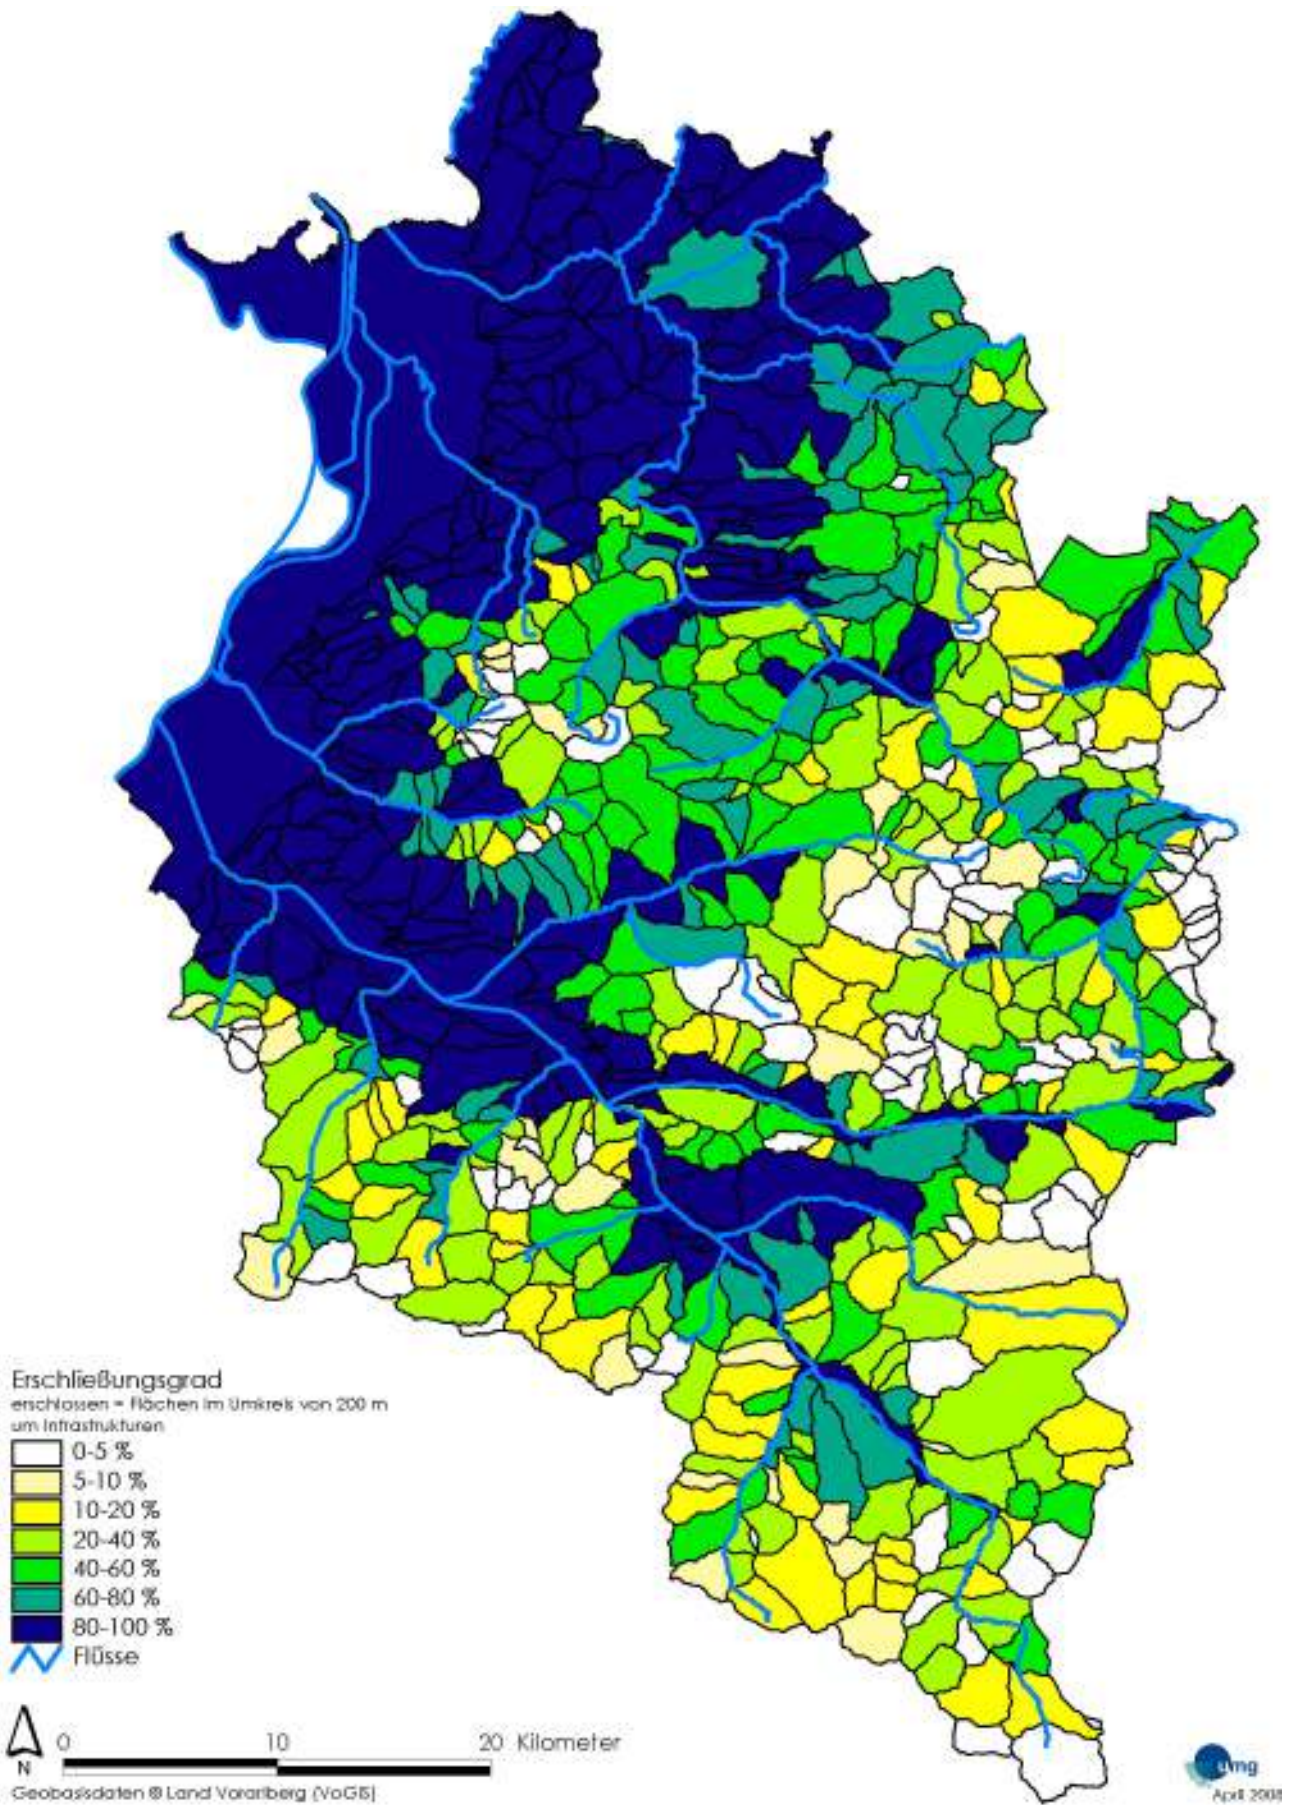 Erschließungsgrad
erschlossen = Flächen im Umkreis von 200 m
um Infrastrukturen
0-5 %
5-10 %
10-20 %
20-40 %
40-60 %
60-80 %
80-100 %
Flüsse
0 10 20 Kilometer
N
Geobasisdaten © Land Vorarlberg (VoGIS)
umg
April 2008